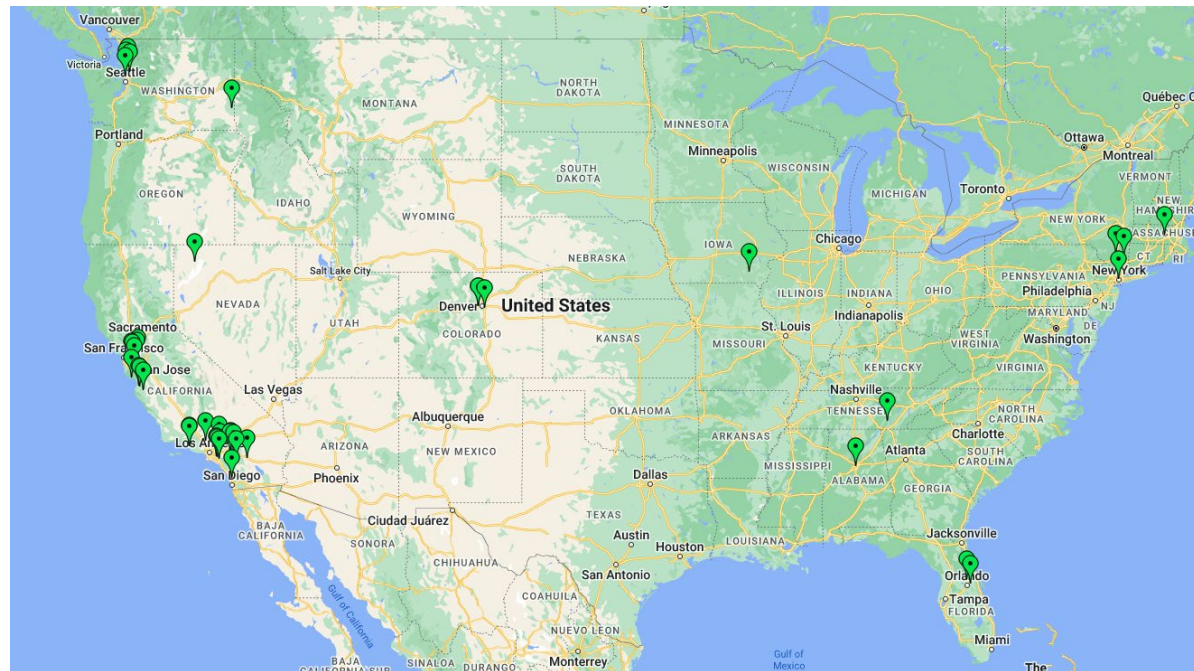 Vancouver
Victoria
Seattle
WASHINGTON
Portland
OREGON
IDAHO
MONTANA
NORTH
DAKOTA
SOUTH
DAKOTA
MINNESOTA
Minneapolis
WISCONSIN
MICHIGAN
Toronto
Ottawa
Montreal
Québec C
VERMONT
NEW
HAMPSHIR
MASSACHUS
CT
RI
NEW YORK
New York
PENNSYLVANIA
Philadelphia
NJ
MARYLAND
DE
Washington
WYOMING
Salt Lake City
NEVADA
UTAH
Denver
United States
COLORADO
NEBRASKA
IOWA
Chicago
ILLINOIS
INDIANA
Indianapolis
OHIO
WEST
VIRGINIA
VIRGINIA
KANSAS
MISSOURI
St. Louis
KENTUCKY
Sacramento
San Francisco
San Jose
CALIFORNIA
Las Vegas
Los Angeles
San Diego
ARIZONA
Phoenix
Albuquerque
NEW MEXICO
OKLAHOMA
ARKANSAS
Nashville
TENNESSEE
NORTH
CAROLINA
Charlotte
SOUTH
CAROLINA
Atlanta
MISSISSIPPI
ALABAMA
GEORGIA
Dallas
TEXAS
Austin
Houston
San Antonio
LOUISIANA
Jacksonville
Orlando
Tampa
FLORIDA
Miami
Ciudad Juárez
BAJA
CALIFORNIA
SONORA
CHIHUAHUA
COAHUILA
NUEVO LEON
Monterrey
Gulf of California
BAJA
CALIFORNIA SUR
SINALOA
DURANGO
Gulf of
Mexico
The